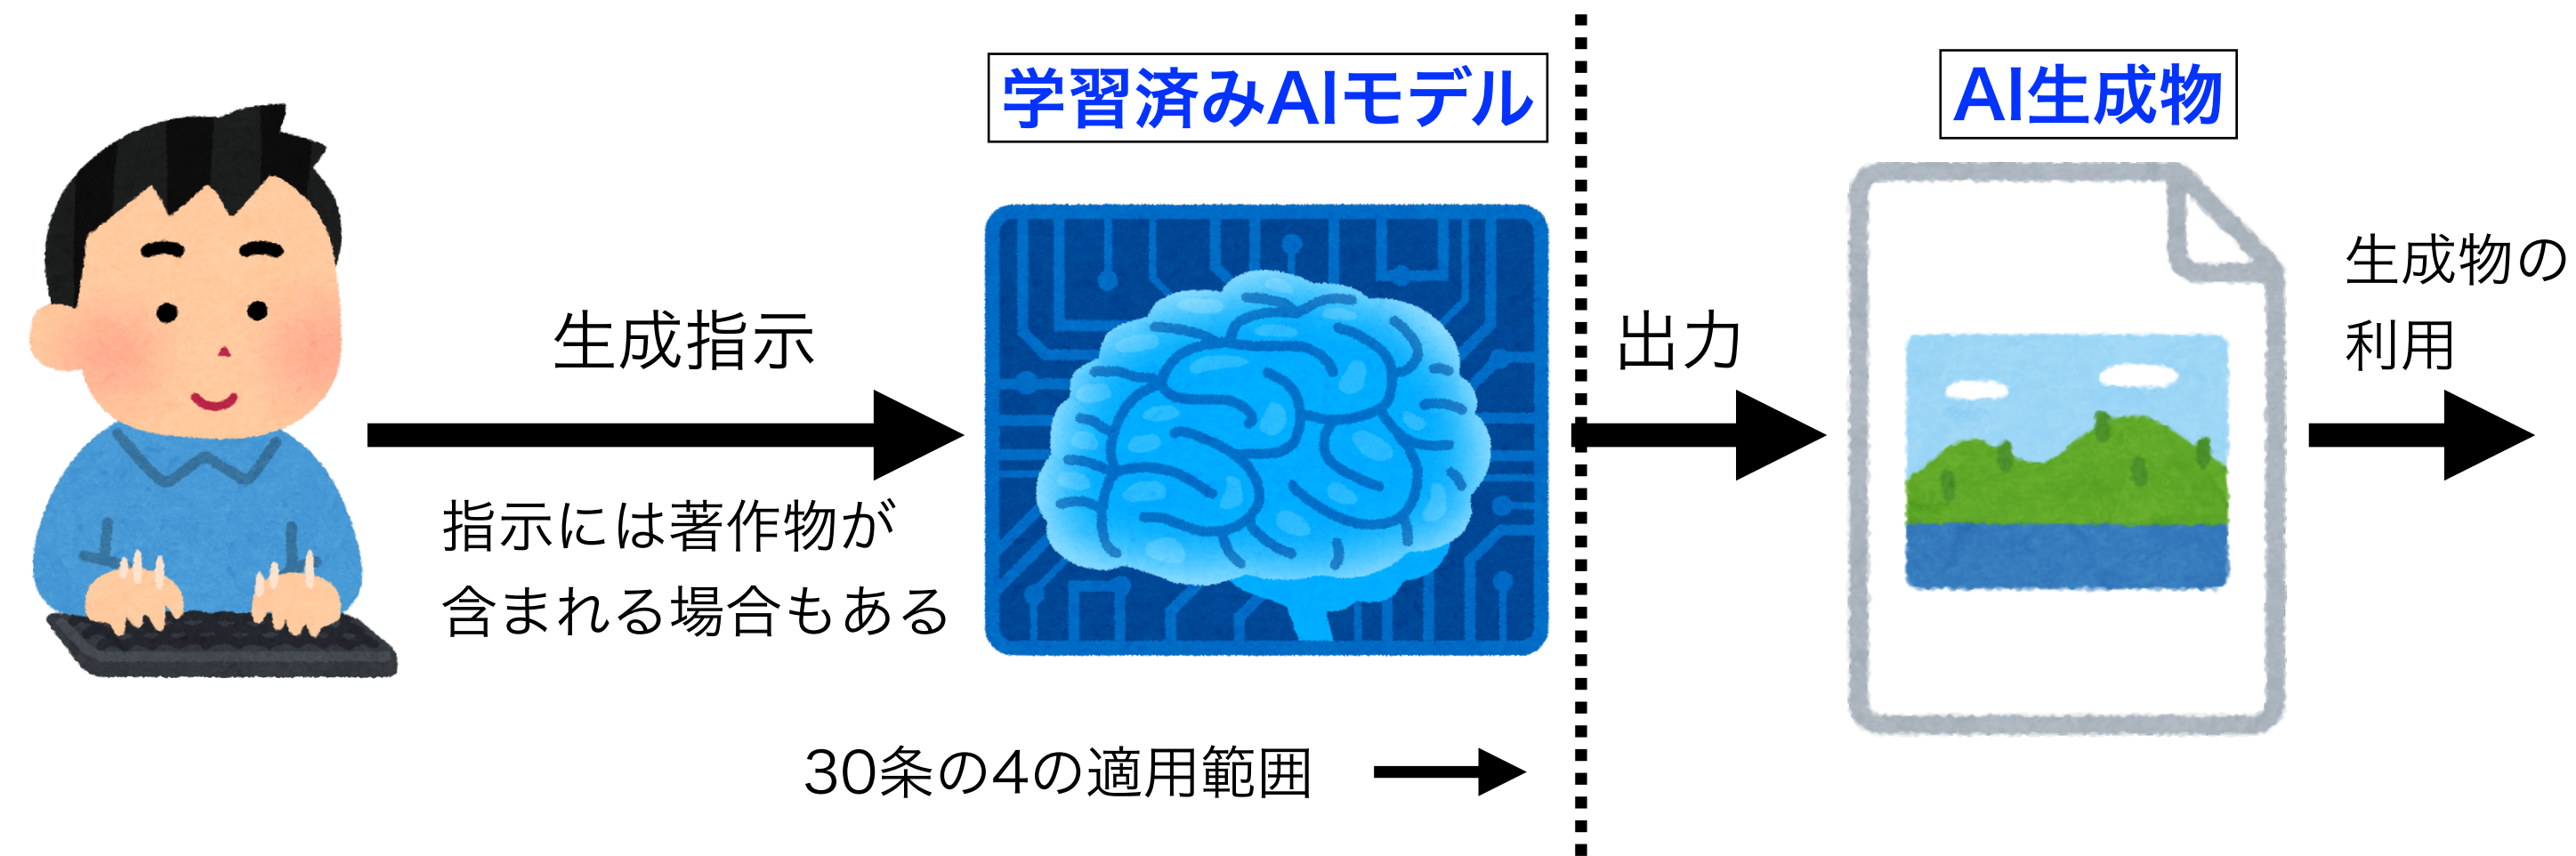 学習済みAIモデル
AI生成物
生成指示
指示には著作物が
含まれる場合もある
出力
生成物の
利用
30条の4の適用範囲